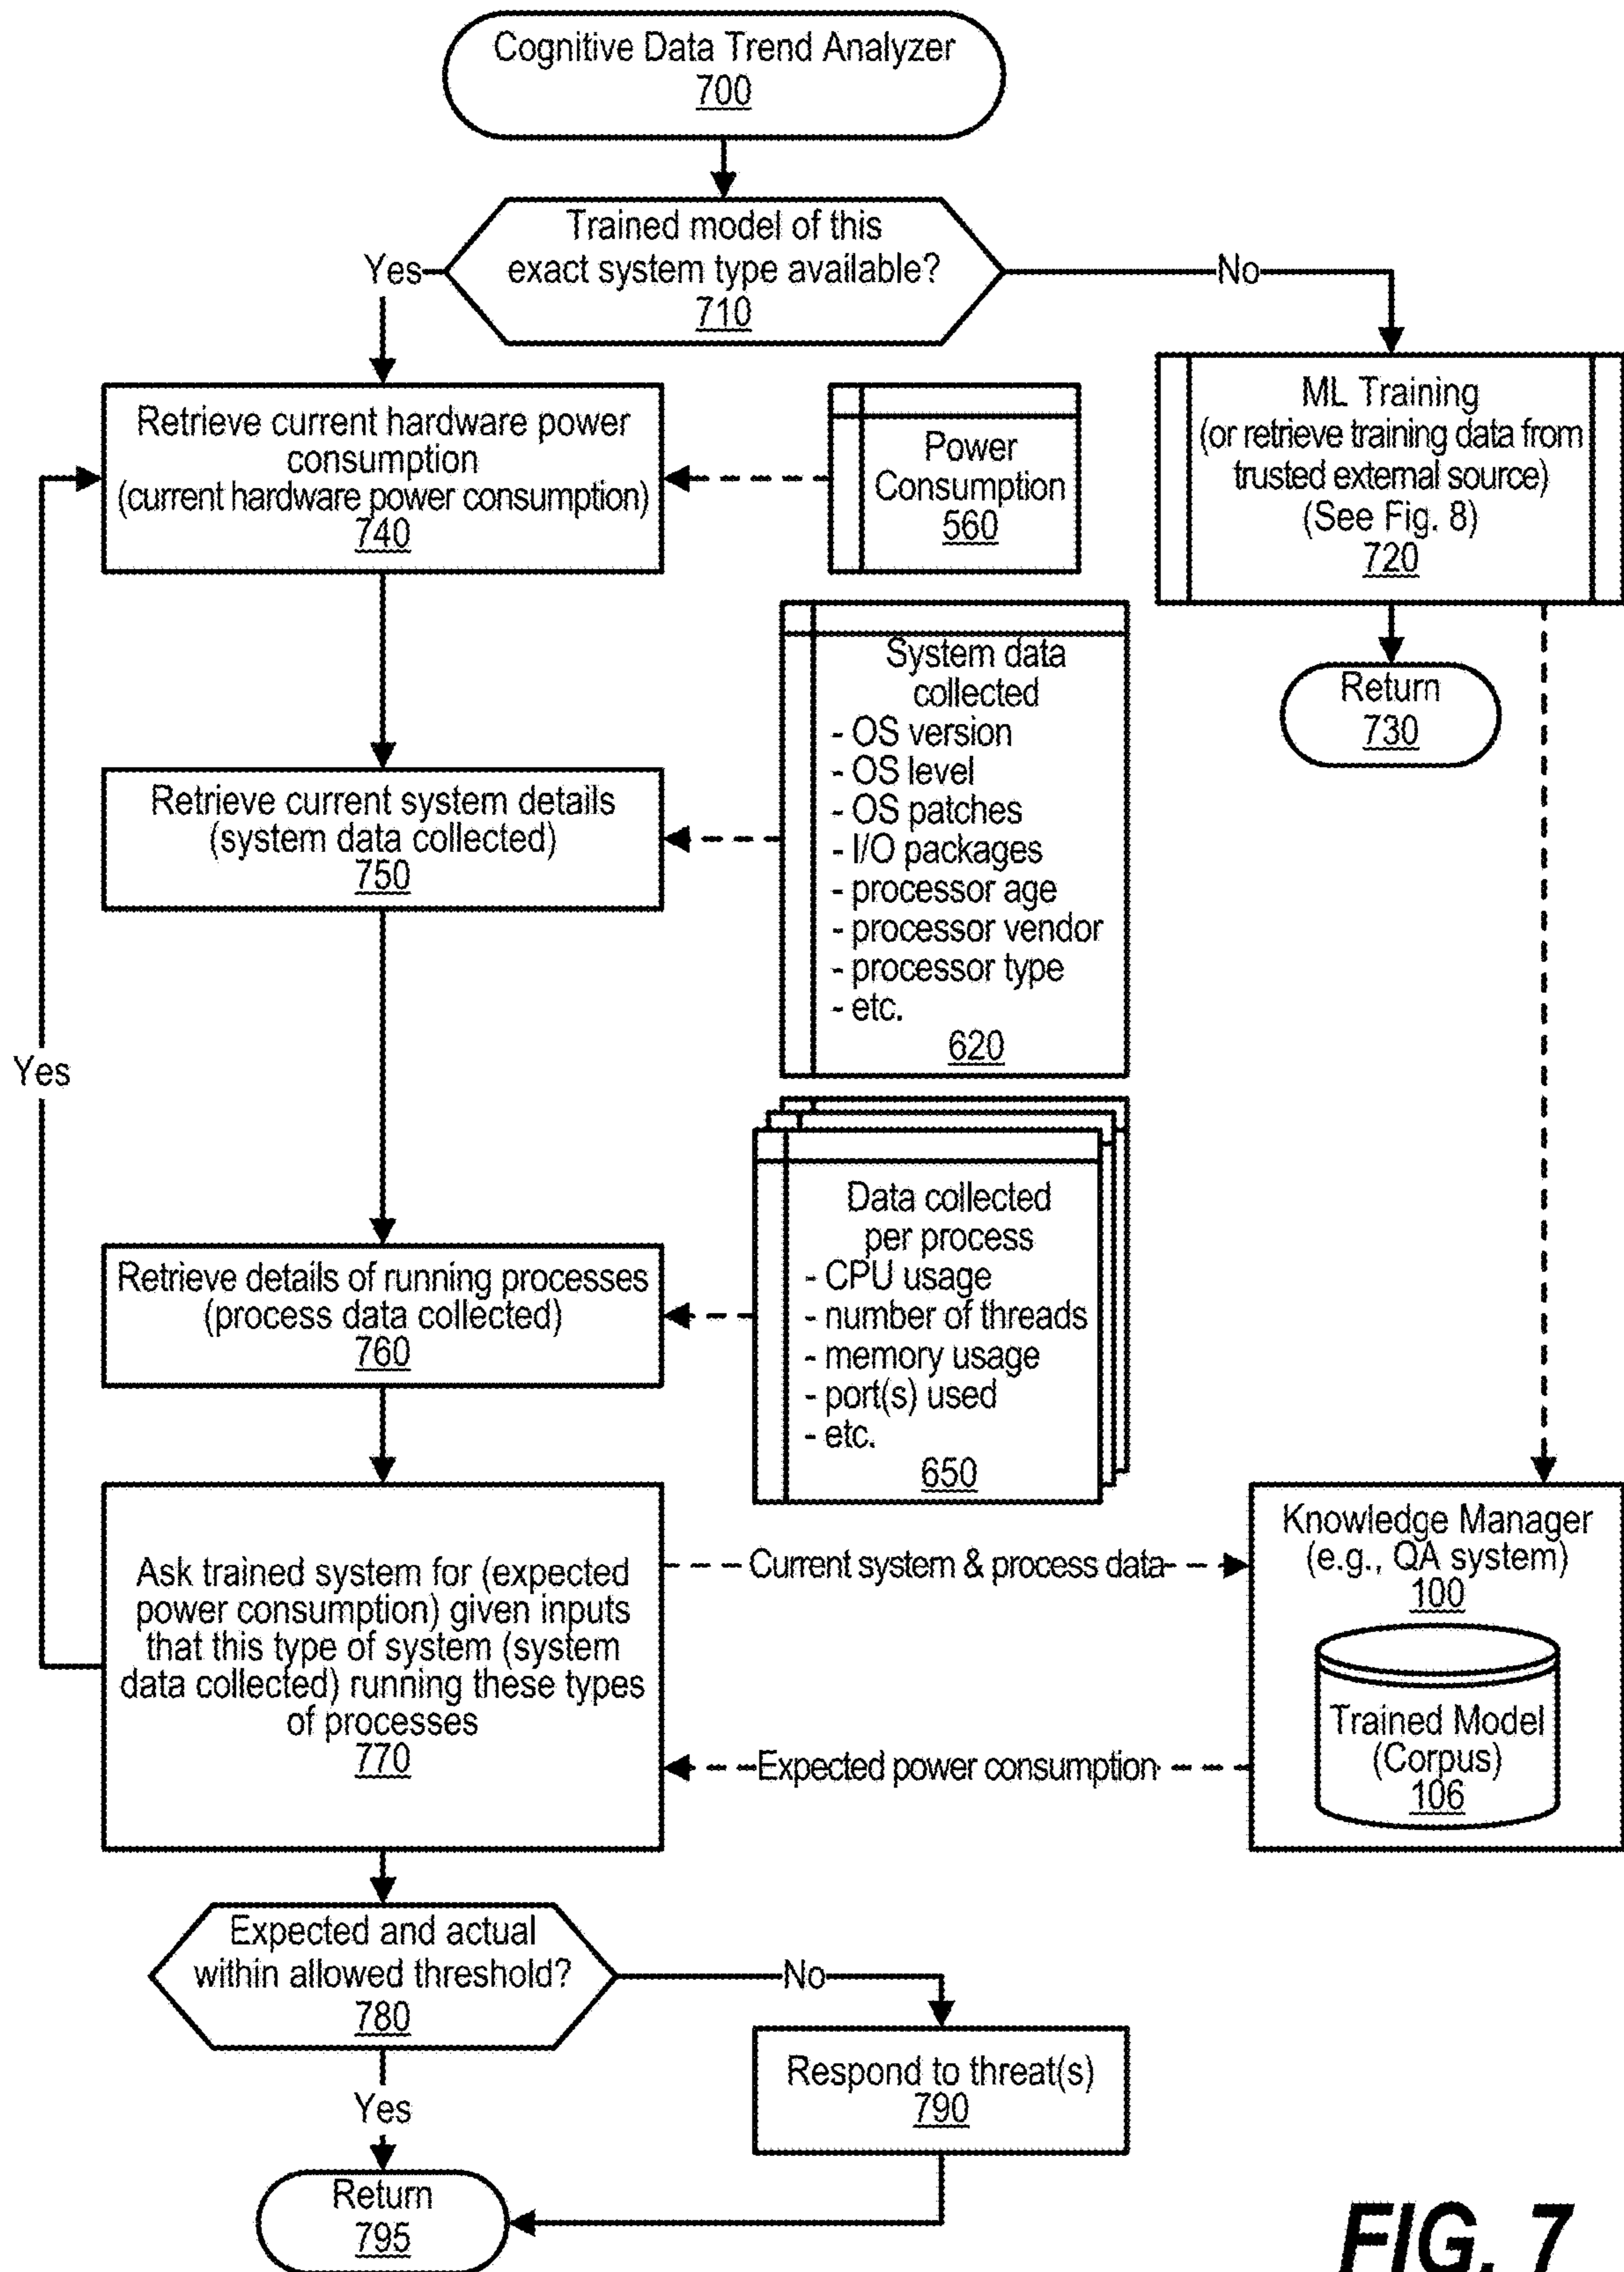 Cognitive Data Trend Analyzer
700
Trained model of this
exact system type available?
710
Yes
No
Retrieve current hardware power
consumption
(current hardware power consumption)
740
Power
Consumption
560
ML Training
(or retrieve training data from
trusted external source)
(See Fig. 8)
720
Return
730
System data
collected
- OS version
- OS level
- OS patches
- I/O packages
- processor age
- processor vendor
- processor type
- etc.
620
Retrieve current system details
(system data collected)
750
Yes
Data collected
per process
- CPU usage
- number of threads
- memory usage
- port(s) used
- etc.
650
Retrieve details of running processes
(process data collected)
760
Ask trained system for (expected
power consumption) given inputs
that this type of system (system
data collected) running these types
of processes
770
Current system & process data
Expected power consumption
Knowledge Manager
(e.g., QA system)
100
Trained Model
(Corpus)
106
Expected and actual
within allowed threshold?
780
No
Yes
Respond to threat(s)
790
Return
795
FIG. 7